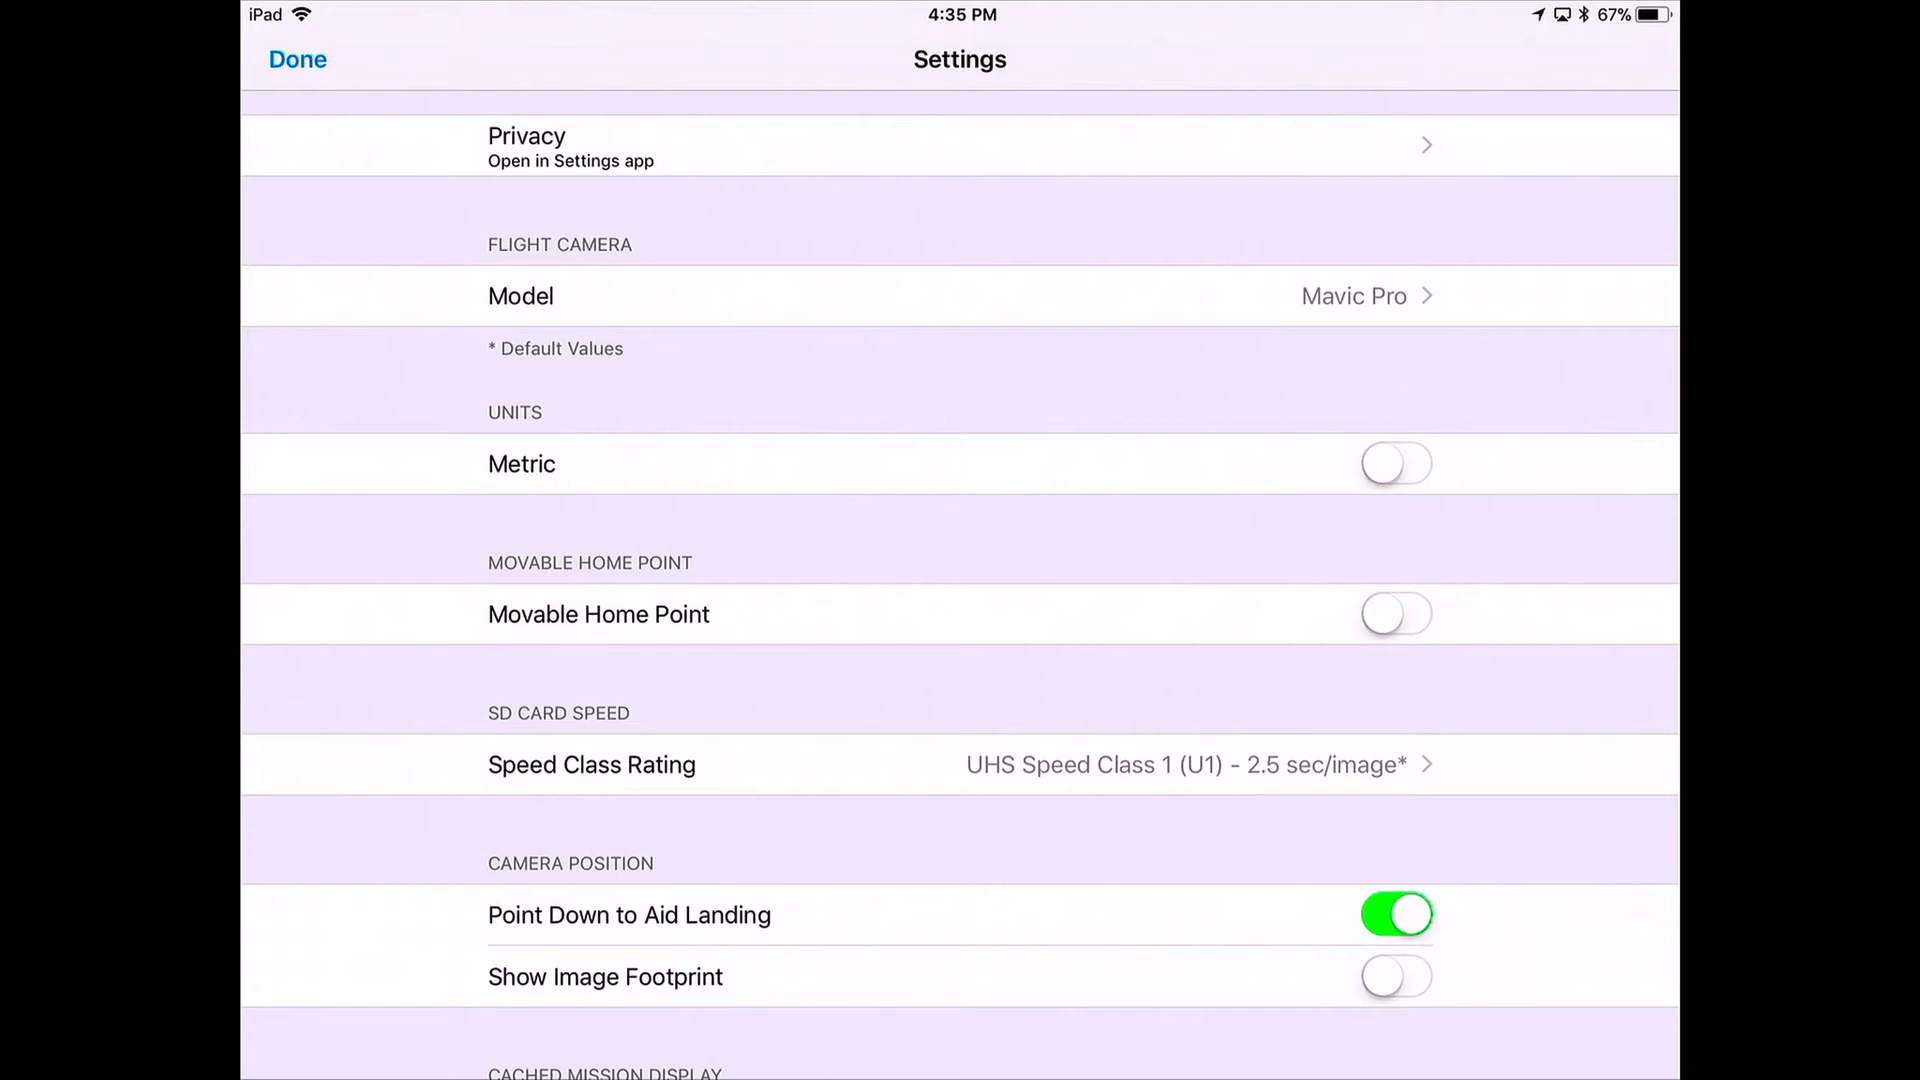 iPad 4:35 PM 67%
Done Settings
Privacy
Open in Settings app
FLIGHT CAMERA
Model Mavic Pro
* Default Values
UNITS
Metric
MOVABLE HOME POINT
Movable Home Point
SD CARD SPEED
Speed Class Rating UHS Speed Class 1 (U1) - 2.5 sec/image*
CAMERA POSITION
Point Down to Aid Landing
Show Image Footprint
CACHED MISSION DISPLAY